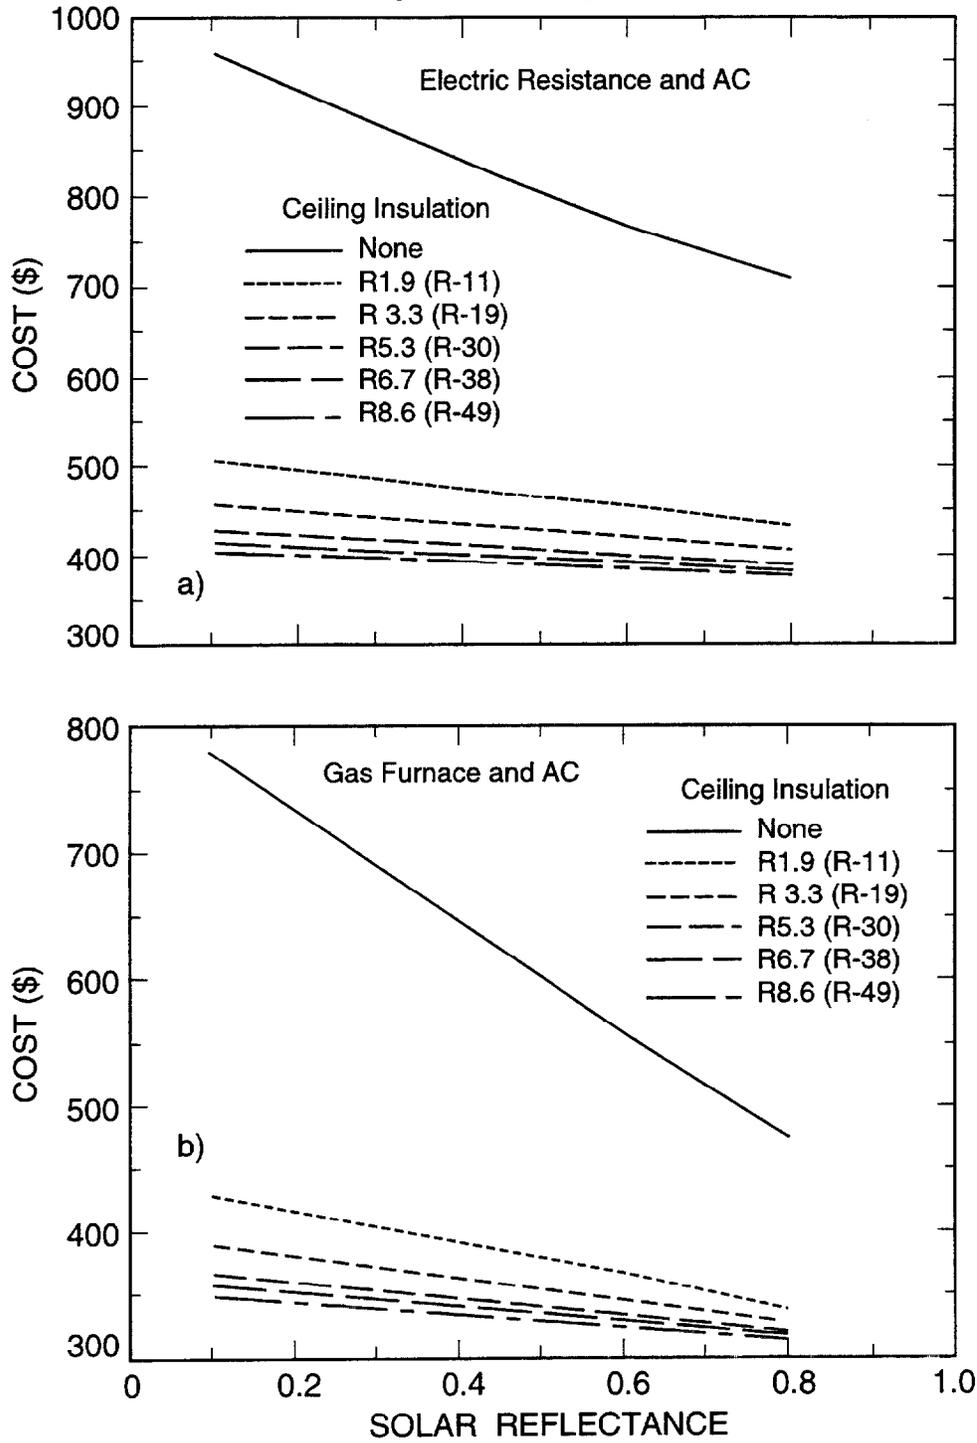 1000
Electric Resistance and AC
900
800
Ceiling Insulation
None
700
R1.9 (R-11)
R 3.3 (R-19)
COST ($)
R5.3 (R-30)
600
R6.7 (R-38)
R8.6 (R-49)
500
400
a)
300
800
Gas Furnace and AC
Ceiling Insulation
None
700
R1.9 (R-11)
R 3.3 (R-19)
R5.3 (R-30)
R6.7 (R-38)
600
R8.6 (R-49)
COST ($)
500
b)
400
300
0 0.2 0.4 0.6 0.8 1.0
SOLAR REFLECTANCE